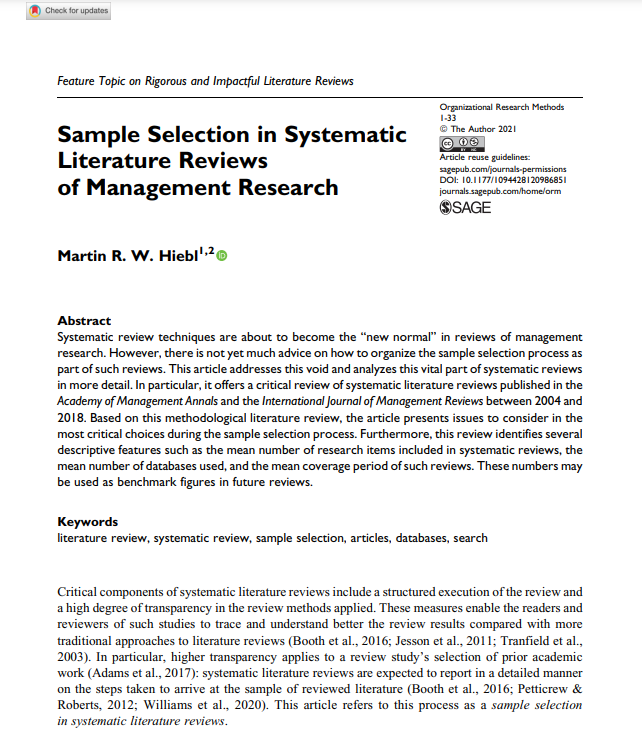 Check for updates
Feature Topic on Rigorous and Impactful Literature Reviews
Organizational Research Methods
1-33
© The Author 2021
cc BY NC
Article reuse guidelines:
sagepub.com/journals-permissions
DOI: 10.1177/1094428120986851
journals.sagepub.com/home/orm
SAGE
Sample Selection in Systematic
Literature Reviews
of Management Research
Martin R. W. Hiebl1,2 iD
Abstract
Systematic review techniques are about to become the “new normal” in reviews of management
research. However, there is not yet much advice on how to organize the sample selection process as
part of such reviews. This article addresses this void and analyzes this vital part of systematic reviews
in more detail. In particular, it offers a critical review of systematic literature reviews published in the
Academy of Management Annals and the International Journal of Management Reviews between 2004 and
2018. Based on this methodological literature review, the article presents issues to consider in the
most critical choices during the sample selection process. Furthermore, this review identifies several
descriptive features such as the mean number of research items included in systematic reviews, the
mean number of databases used, and the mean coverage period of such reviews. These numbers may
be used as benchmark figures in future reviews.
Keywords
literature review, systematic review, sample selection, articles, databases, search
Critical components of systematic literature reviews include a structured execution of the review and
a high degree of transparency in the review methods applied. These measures enable the readers and
reviewers of such studies to trace and understand better the review results compared with more
traditional approaches to literature reviews (Booth et al., 2016; Jesson et al., 2011; Tranfield et al.,
2003). In particular, higher transparency applies to a review study’s selection of prior academic
work (Adams et al., 2017): systematic literature reviews are expected to report in a detailed manner
on the steps taken to arrive at the sample of reviewed literature (Booth et al., 2016; Petticrew &
Roberts, 2012; Williams et al., 2020). This article refers to this process as a sample selection
in systematic literature reviews.